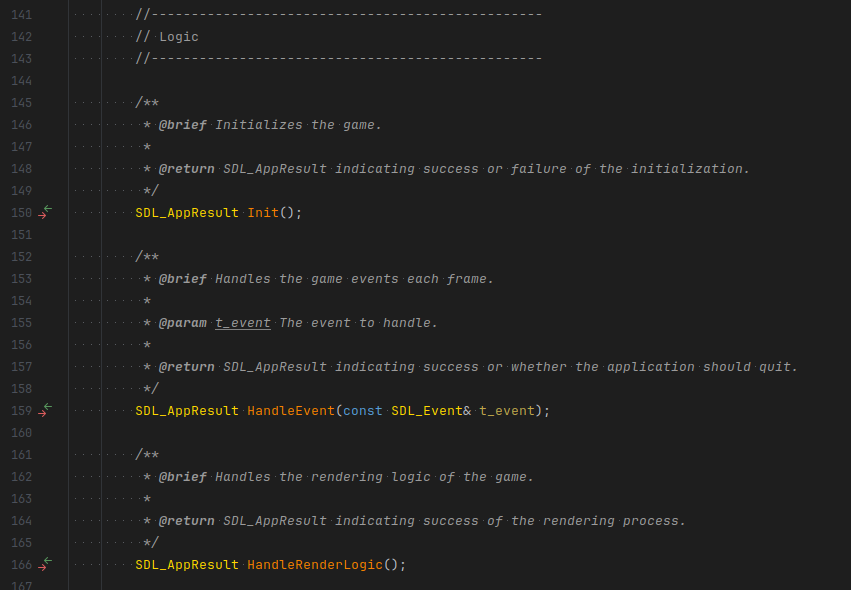 141 //-------------------------------------------------
142 // Logic
143 //-------------------------------------------------
144
145 /**
146 * @brief Initializes the game.
147 *
148 * @return SDL_AppResult indicating success or failure of the initialization.
149 */
150 SDL_AppResult Init();
151
152 /**
153 * @brief Handles the game events each frame.
154 *
155 * @param t_event The event to handle.
156 *
157 * @return SDL_AppResult indicating success or whether the application should quit.
158 */
159 SDL_AppResult HandleEvent(const SDL_Event& t_event);
160
161 /**
162 * @brief Handles the rendering logic of the game.
163 *
164 * @return SDL_AppResult indicating success of the rendering process.
165 */
166 SDL_AppResult HandleRenderLogic();
167